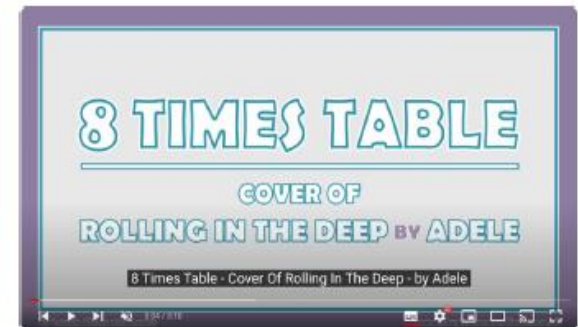 8 TIMES TABLE
COVER OF
ROLLING IN THE DEEP BY ADELE
8 Times Table - Cover Of Rolling In The Deep - by Adele